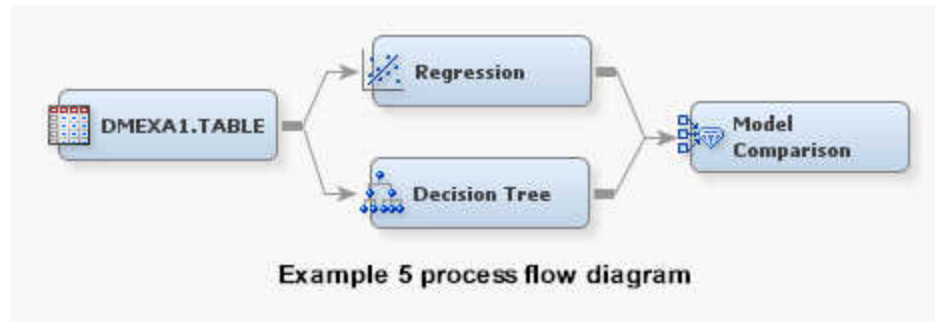 DMEXA1.TABLE
Regression
Decision Tree
Model
Comparison
Example 5 process flow diagram